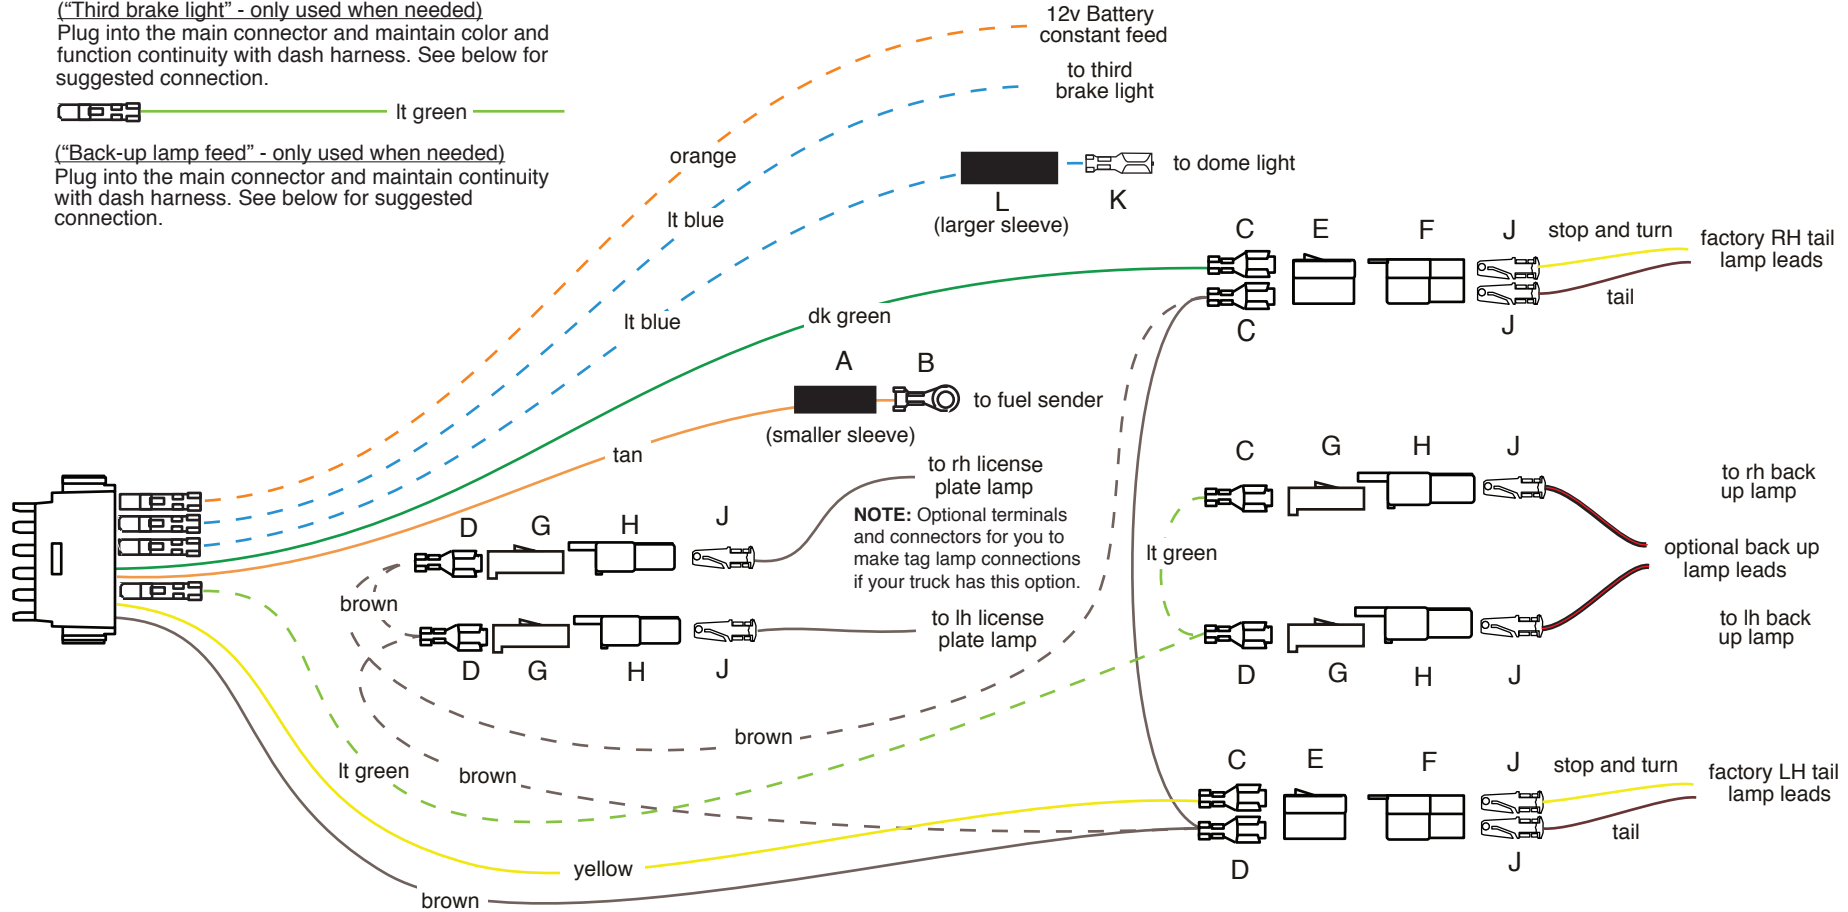 (“Third brake light” - only used when needed)
Plug into the main connector and maintain color and
function continuity with dash harness. See below for
suggested connection.
lt green
(“Back-up lamp feed” - only used when needed)
Plug into the main connector and maintain continuity
with dash harness. See below for suggested
connection.
12v Battery
constant feed
to third
brake light
orange
to dome light
L
K
(larger sleeve)
lt blue
lt blue
dk green
C
E
F
J
stop and turn
factory RH tail
lamp leads
tail
C
J
A
B
to fuel sender
(smaller sleeve)
tan
to rh license
plate lamp
D
G
H
J
NOTE: Optional terminals
and connectors for you to
make tag lamp connections
if your truck has this option.
brown
to lh license
plate lamp
D
G
H
J
C
G
H
J
to rh back
up lamp
lt green
optional back up
lamp leads
to lh back
up lamp
D
G
H
J
brown
lt green
brown
C
E
F
J
stop and turn
factory LH tail
lamp leads
tail
D
J
yellow
brown